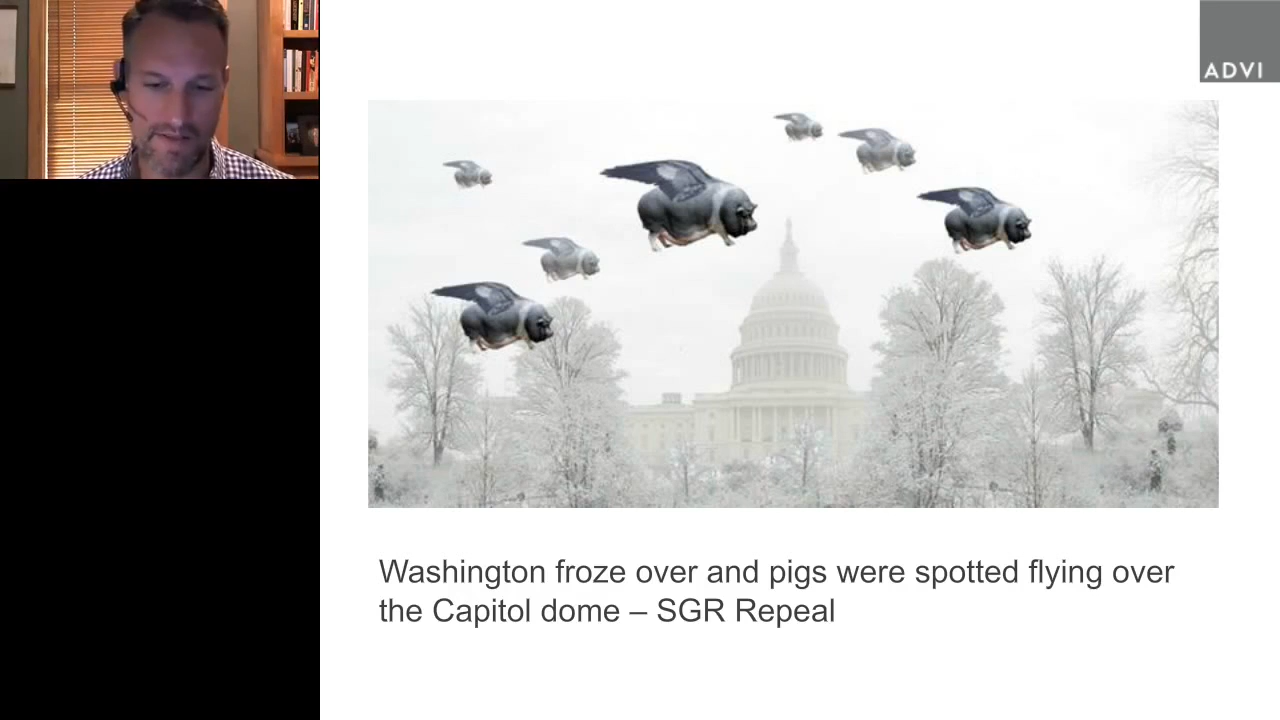 ADVI
Washington froze over and pigs were spotted flying over
the Capitol dome – SGR Repeal